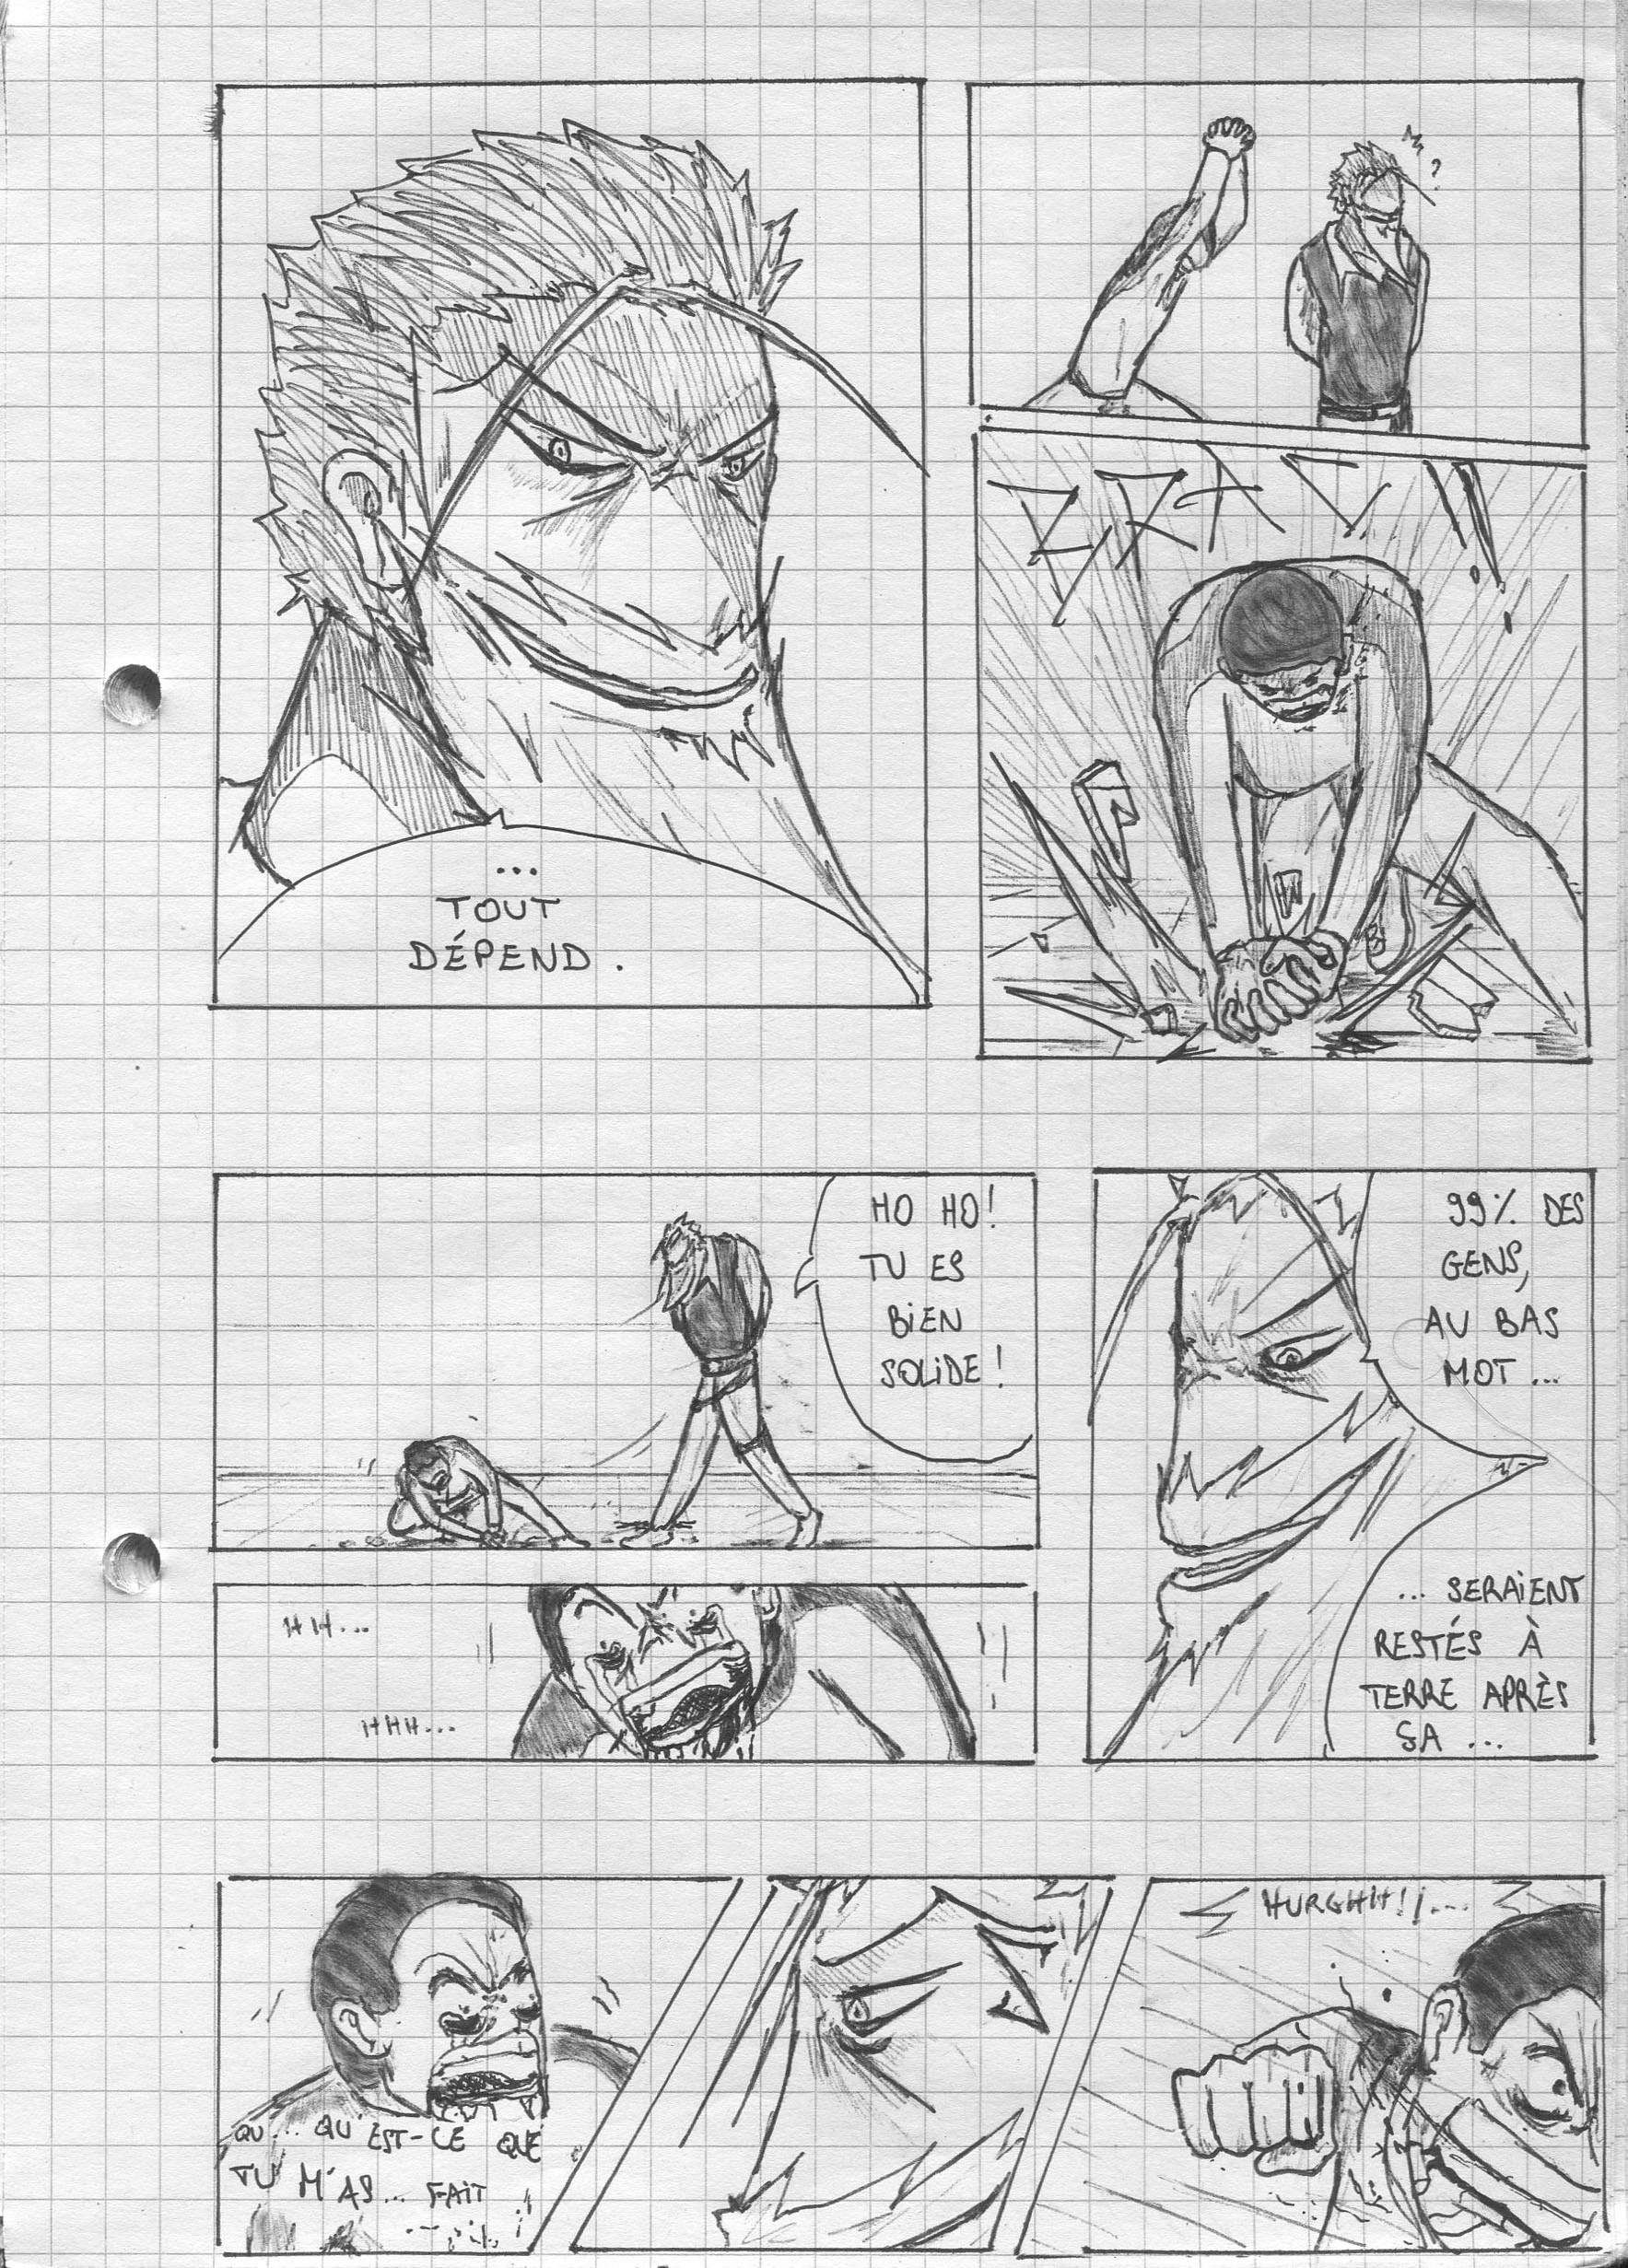 ...
TOUT
DÉPEND.
?
HO HO!
TU ES
BIEN
SOLIDE!
99% DES
GENS,
AU BAS
MOT...
... SERAIENT
RESTÉS À
TERRE APRÈS
SA ...
HH...
HHH...
QU... QU'EST-CE QUE
TU M'AS... FAIT
HURGHH!!...